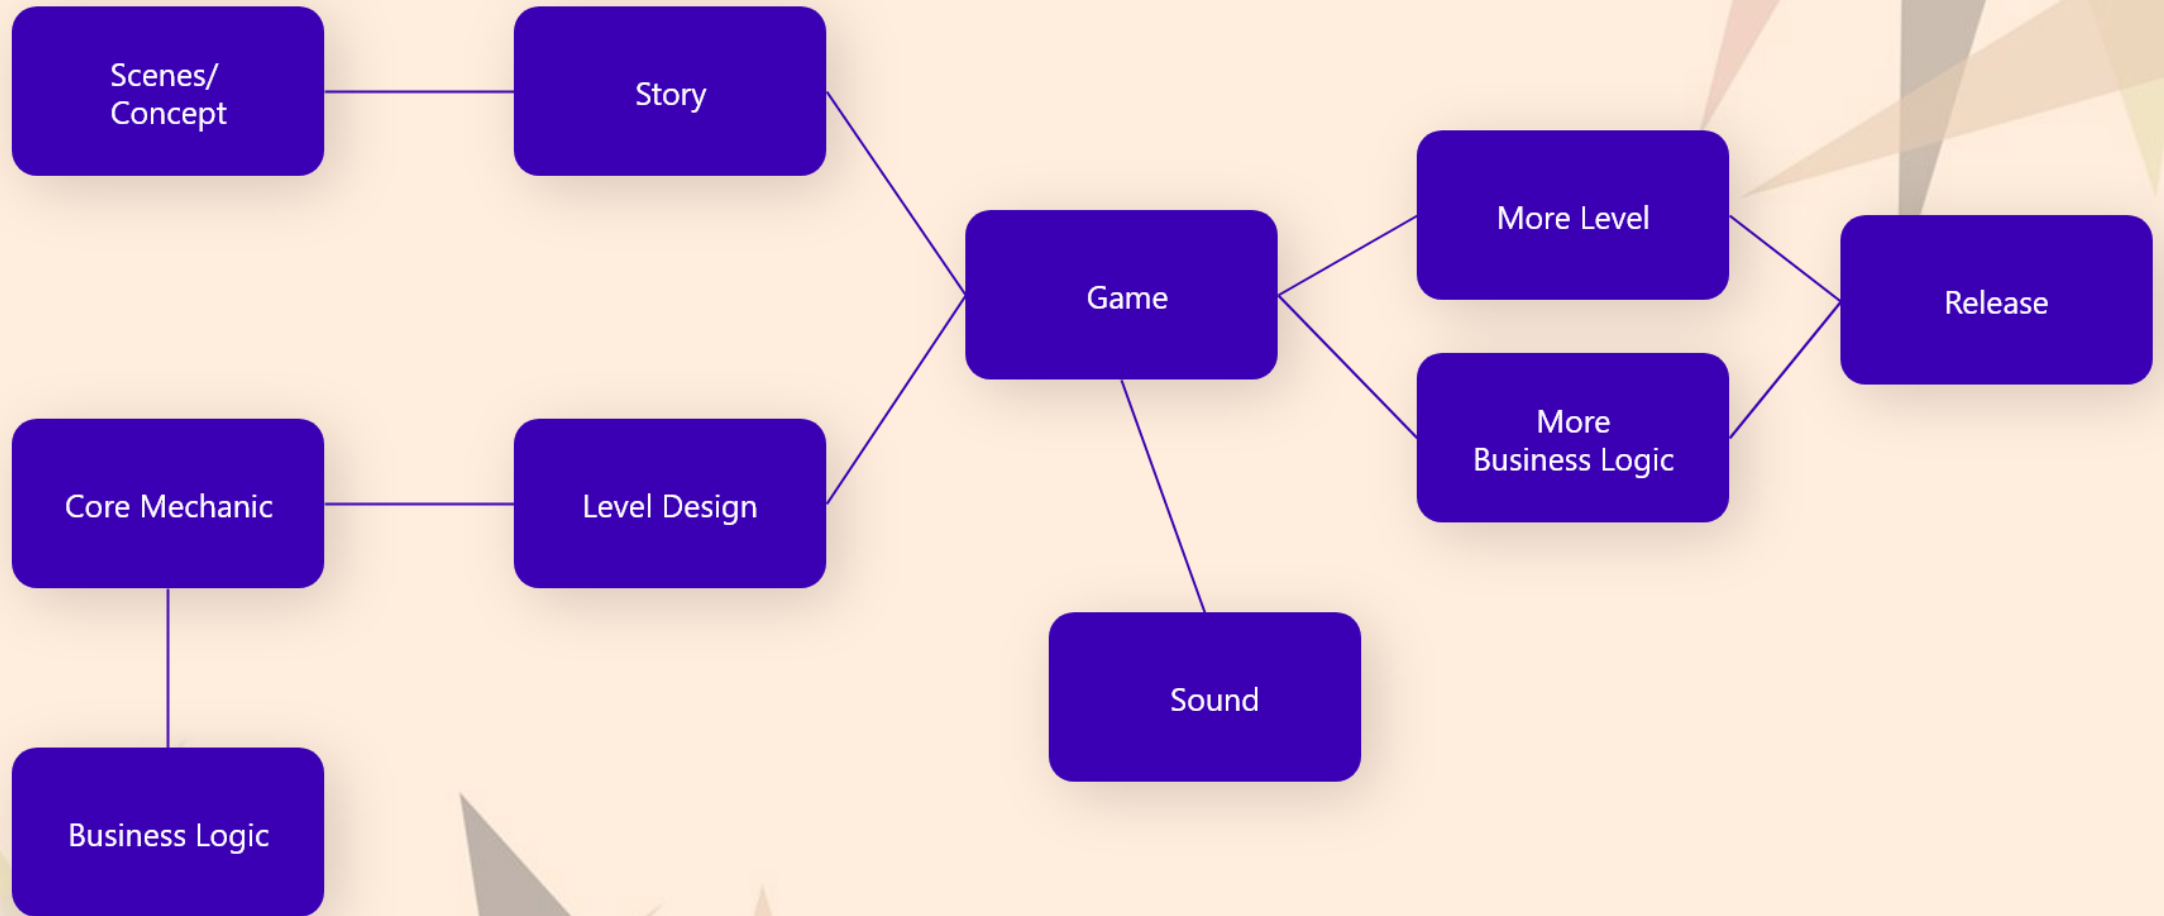 Scenes/
Concept
Story
Game
More Level
Release
More
Business Logic
Core Mechanic
Level Design
Sound
Business Logic